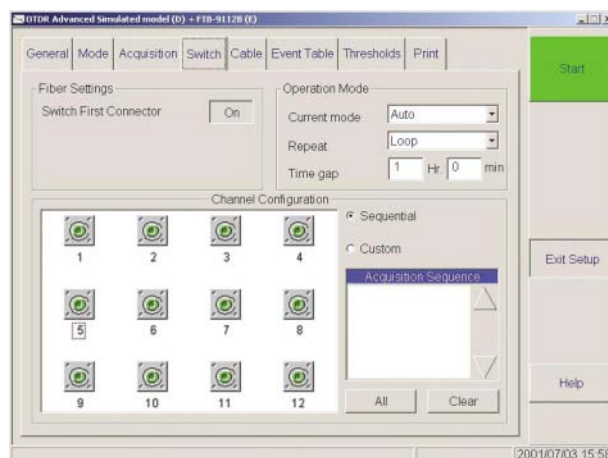 OTDR Advanced Simulated model (D) + FTB-9112B (E)
General Mode Acquisition Switch Cable Event Table Thresholds Print
Start
Fiber Settings
Switch First Connector On
Operation Mode
Current mode Auto
Repeat Loop
Time gap 1 Hr. 0 min
Channel Configuration
1 2 3 4
5 6 7 8
9 10 11 12
Sequential
Custom
Acquisition Sequence
All Clear
Exit Setup
Help
2001/07/03 15:58